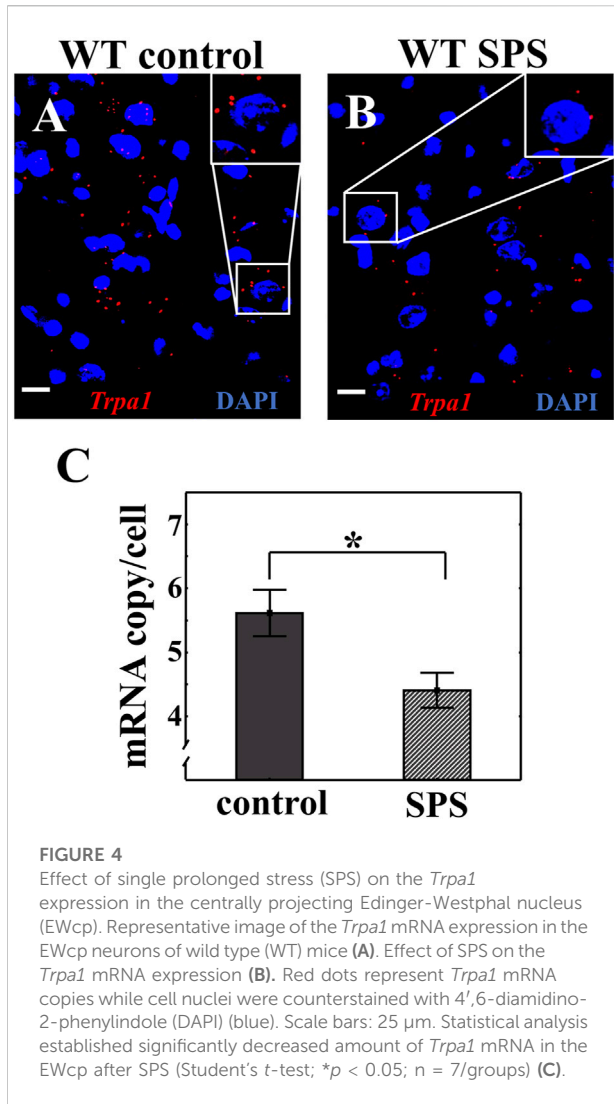 WT control WT SPS
A B
Trpa1 DAPI Trpa1 DAPI
C
mRNA copy/cell
7
6
5
4
*
control SPS
FIGURE 4
Effect of single prolonged stress (SPS) on the Trpa1
expression in the centrally projecting Edinger-Westphal nucleus
(EWcp). Representative image of the Trpa1 mRNA expression in the
EWcp neurons of wild type (WT) mice (A). Effect of SPS on the
Trpa1 mRNA expression (B). Red dots represent Trpa1 mRNA
copies while cell nuclei were counterstained with 4′,6-diamidino-
2-phenylindole (DAPI) (blue). Scale bars: 25 μm. Statistical analysis
established significantly decreased amount of Trpa1 mRNA in the
EWcp after SPS (Student's t-test; *p < 0.05; n = 7/groups) (C).